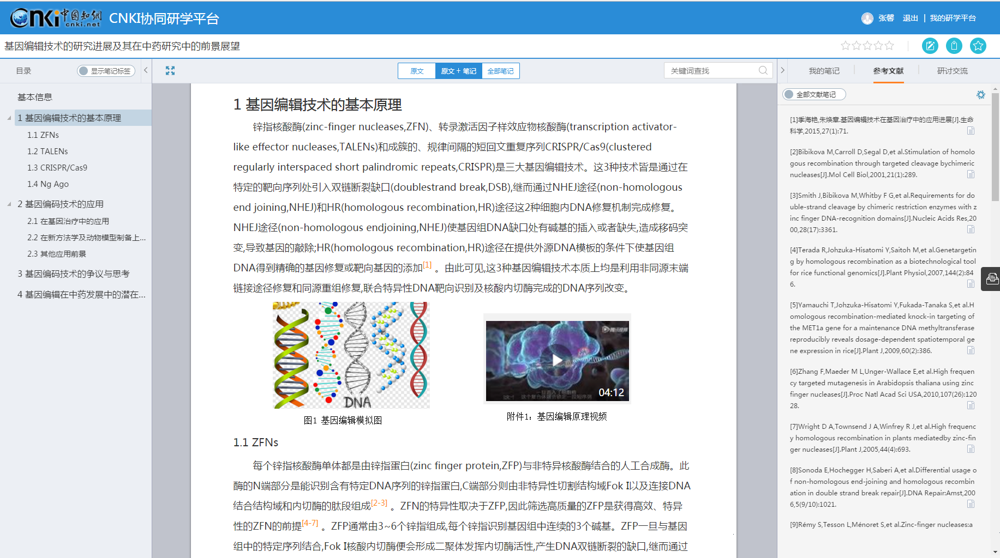 Cnki中国知網
cnki.net
CNKI协同研学平台
张馨 退出 | 我的研学平台
基因编辑技术的研究进展及其在中药研究中的前景展望
目录
显示笔记标签
原文
原文 + 笔记
全部笔记
关键词查找
我的笔记
参考文献
研讨交流
基本信息
1 基因编辑技术的基本原理
1.1 ZFNs
1.2 TALENs
1.3 CRISPR/Cas9
1.4 Ng Ago
2 基因编码技术的应用
2.1 在基因治疗中的应用
2.2 在新方法学及动物模型制备上...
2.3 其他应用前景
3 基因编码技术的争议与思考
4 基因编辑在中药发展中的潜在...
1 基因编辑技术的基本原理
锌指核酸酶(zinc-finger nucleases,ZFN)、转录激活因子样效应物核酸酶(transcription activator-
like effector nucleases,TALENs)和成簇的、规律间隔的短回文重复序列CRISPR/Cas9(clustered
regularly interspaced short palindromic repeats,CRISPR)是三大基因编辑技术。这3种技术皆是通过在
特定的靶向序列处引入双链断裂缺口(doublestrand break,DSB),继而通过NHEJ途径(non-homologous
end joining,NHEJ)和HR(homologous recombination,HR)途径这2种细胞内DNA修复机制完成修复。
NHEJ途径(non-homologous endjoining,NHEJ)使基因组DNA缺口处有碱基的插入或者缺失,造成移码突
变,导致基因的敲除;HR(homologous recombination,HR)途径在提供外源DNA模板的条件下使基因组
DNA得到精确的基因修复或靶向基因的添加[1] 。由此可见,这3种基因编辑技术本质上均是利用非同源末端
链接途径修复和同源重组修复,联合特异性DNA靶向识别及核酸内切酶完成的DNA序列改变。
DNA
腾讯视频
04:12
图1 基因编辑模拟图
附件1：基因编辑原理视频
1.1 ZFNs
每个锌指核酸酶单体都是由锌指蛋白(zinc finger protein,ZFP)与非特异核酸酶结合的人工合成酶。此
酶的N端部分是能识别含有特定DNA序列的锌指蛋白,C端部分则由非特异性切割结构域Fok I以及连接DNA
结合结构域和内切酶的肽段组成[2-3] 。ZFN的特异性取决于ZFP,因此筛选高质量的ZFP是获得高效、特异
性的ZFN的前提[4-7] 。ZFP通常由3~6个锌指组成,每个锌指识别基因组中连续的3个碱基。ZFP一旦与基因
组中的特定序列结合,Fok I核酸内切酶便会形成二聚体发挥内切酶活性,产生DNA双链断裂的缺口,继而通过
全部文献笔记
[1]季海艳,朱焕章.基因编辑技术在基因治疗中的应用进展[J].生命
科学,2015,27(1):71.
[2]Bibikova M,Carroll D,Segal D,et al.Stimulation of homolo
gous recombination through targeted cleavage bychimeric
nucleases[J].Mol Cell Biol,2001,21(1):289.
[3]Smith J,Bibikova M,Whitby F G,et al.Requirements for do
uble-strand cleavage by chimeric restriction enzymes with z
inc finger DNA-recognition domains[J].Nucleic Acids Res,20
00,28(17):3361.
[4]Terada R,Johzuka-Hisatomi Y,Saitoh M,et al.Genetargetin
g by homologous recombination as a biotechnological tool
for rice functional genomics[J].Plant Physiol,2007,144(2):84
6.
[5]Yamauchi T,Johzuka-Hisatomi Y,Fukada-Tanaka S,et al.H
omologous recombination-mediated knock-in targeting of
the MET1a gene for a maintenance DNA methyltransferase
reproducibly reveals dosage-dependent spatiotemporal ge
ne expression in rice[J].Plant J,2009,60(2):386.
[6]Zhang F,Maeder M L,Unger-Wallace E,et al.High frequen
cy targeted mutagenesis in Arabidopsis thaliana using zinc
finger nucleases[J].Proc Natl Acad Sci USA,2010,107(26):120
28.
[7]Wright D A,Townsend J A,Winfrey R J,et al.High frequenc
y homologous recombination in plants mediatedby zinc-fin
ger nucleases[J].Plant J,2005,44(4):693.
[8]Sonoda E,Hochegger H,Saberi A,et al.Differential usage o
f non-homologous end-joining and homologous recombin
ation in double strand break repair[J].DNA Repair:Amst,200
6,5(9/10):1021.
[9]Rémy S,Tesson L,Ménoret S,et al.Zinc-finger nucleases:a